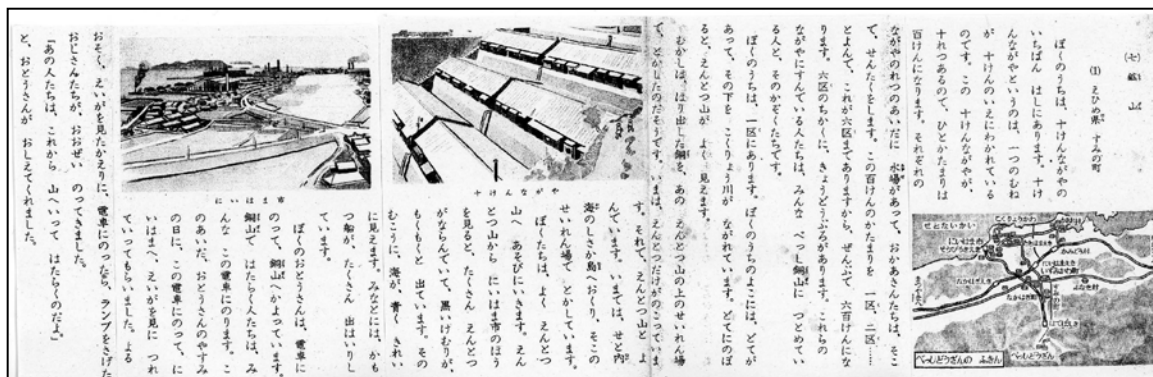 (七) 鉱山
(1) えひめ県 すみの町
ぼくのうちは、十けんながやの
いちばん はしにあります。十け
んながやというのは、一つのむね
が 十けんのいえにわかれている
のです。この 十けんながやが、
十れつあるので、ひとかたまりは
百けんになります。それぞれの
ながやのれつのあいだに 水場があって、おかあさんたちは、そこ
で、せんたくをします。この百けんのかたまりを 一区、二区……
とよんで、これが六区までありますから、ぜんぶで 六百けんにな
ります。六区のちかくに、きょうどうぶろがあります。これらの
ながやにすんでいる人たちは、みんな べっし銅山に つとめてい
る人と、そのかぞくたちです。
ぼくのうちは、一区にあります。ぼくのうちのよこには、どてが
あって、その下を こくりょう川が ながれています。どてにのぼ
ると、えんとつ山が よく 見えます。
むかしは、ほり出した銅を、あの えんとつ山の上のせいれん場
で、とかしたのだそうです。いまは、えんとつだけがのこっていま
す。それで、えんとつ山と よ
んでいます。いまでは、せと内
海のしさか島へおくり、そこの
せいれん場で とかしています。
ぼくたちは、よく えんとつ
山へ あそびにいきます。えん
とつ山から にいはま市のほう
を見ると、たくさん えんとつ
がならんでいて、黒いけむりが、
もくもくと 出ています。その
むこうに、海が、青く きれい
に見えます。みなとには、かも
つ船が、たくさん 出はいりし
ています。
ぼくのおとうさんは、電車に
のって、銅山へかよっています。
銅山で はたらく人たちは、み
んな この電車にのります。こ
のあいだ、おとうさんのやすみ
の日に、この電車にのって、に
いはまへ、えいがを見に つれ
ていってもらいました。よる
おそく、えいがを見たかえりに、電車にのったら、ランプをさげた
おじさんたちが、おおぜい のってきました。
「あの人たちは、これから 山へいって、はたらくのだよ。」
と、おとうさんが おしえてくれました。
十けんながや
にいはま市
せとないかい
こくりょうがわ
べっしどうざん
べっしどうざんの ふきん